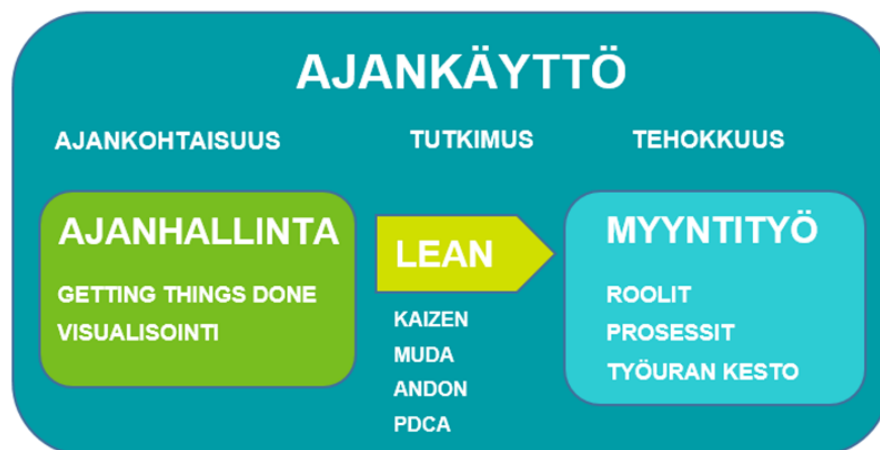 AJANKÄYTTÖ
AJANKOHTAISUUS
TUTKIMUS
TEHOKKUUS
AJANHALLINTA
GETTING THINGS DONE
VISUALISOINTI
LEAN
KAIZEN
MUDA
ANDON
PDCA
MYYNTITYÖ
ROOLIT
PROSESSIT
TYÖURAN KESTO